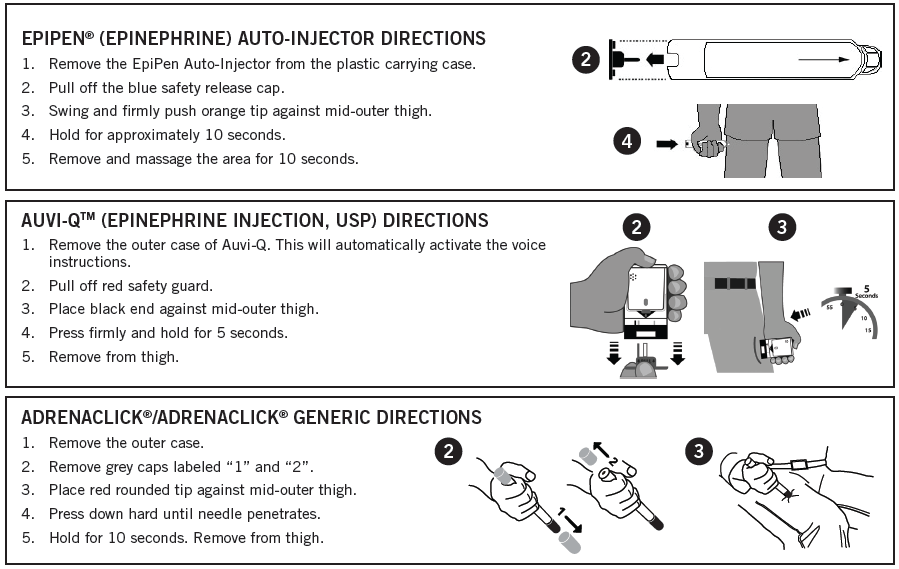 EPIPEN® (EPINEPHRINE) AUTO-INJECTOR DIRECTIONS
1. Remove the EpiPen Auto-Injector from the plastic carrying case.
2. Pull off the blue safety release cap.
3. Swing and firmly push orange tip against mid-outer thigh.
4. Hold for approximately 10 seconds.
5. Remove and massage the area for 10 seconds.
2
4
AUVI-Q™ (EPINEPHRINE INJECTION, USP) DIRECTIONS
1. Remove the outer case of Auvi-Q. This will automatically activate the voice
instructions.
2. Pull off red safety guard.
3. Place black end against mid-outer thigh.
4. Press firmly and hold for 5 seconds.
5. Remove from thigh.
2
3
5
Seconds
55
10
15
ADRENACLICK®/ADRENACLICK® GENERIC DIRECTIONS
1. Remove the outer case.
2. Remove grey caps labeled “1” and “2”.
3. Place red rounded tip against mid-outer thigh.
4. Press down hard until needle penetrates.
5. Hold for 10 seconds. Remove from thigh.
2
2
1
3